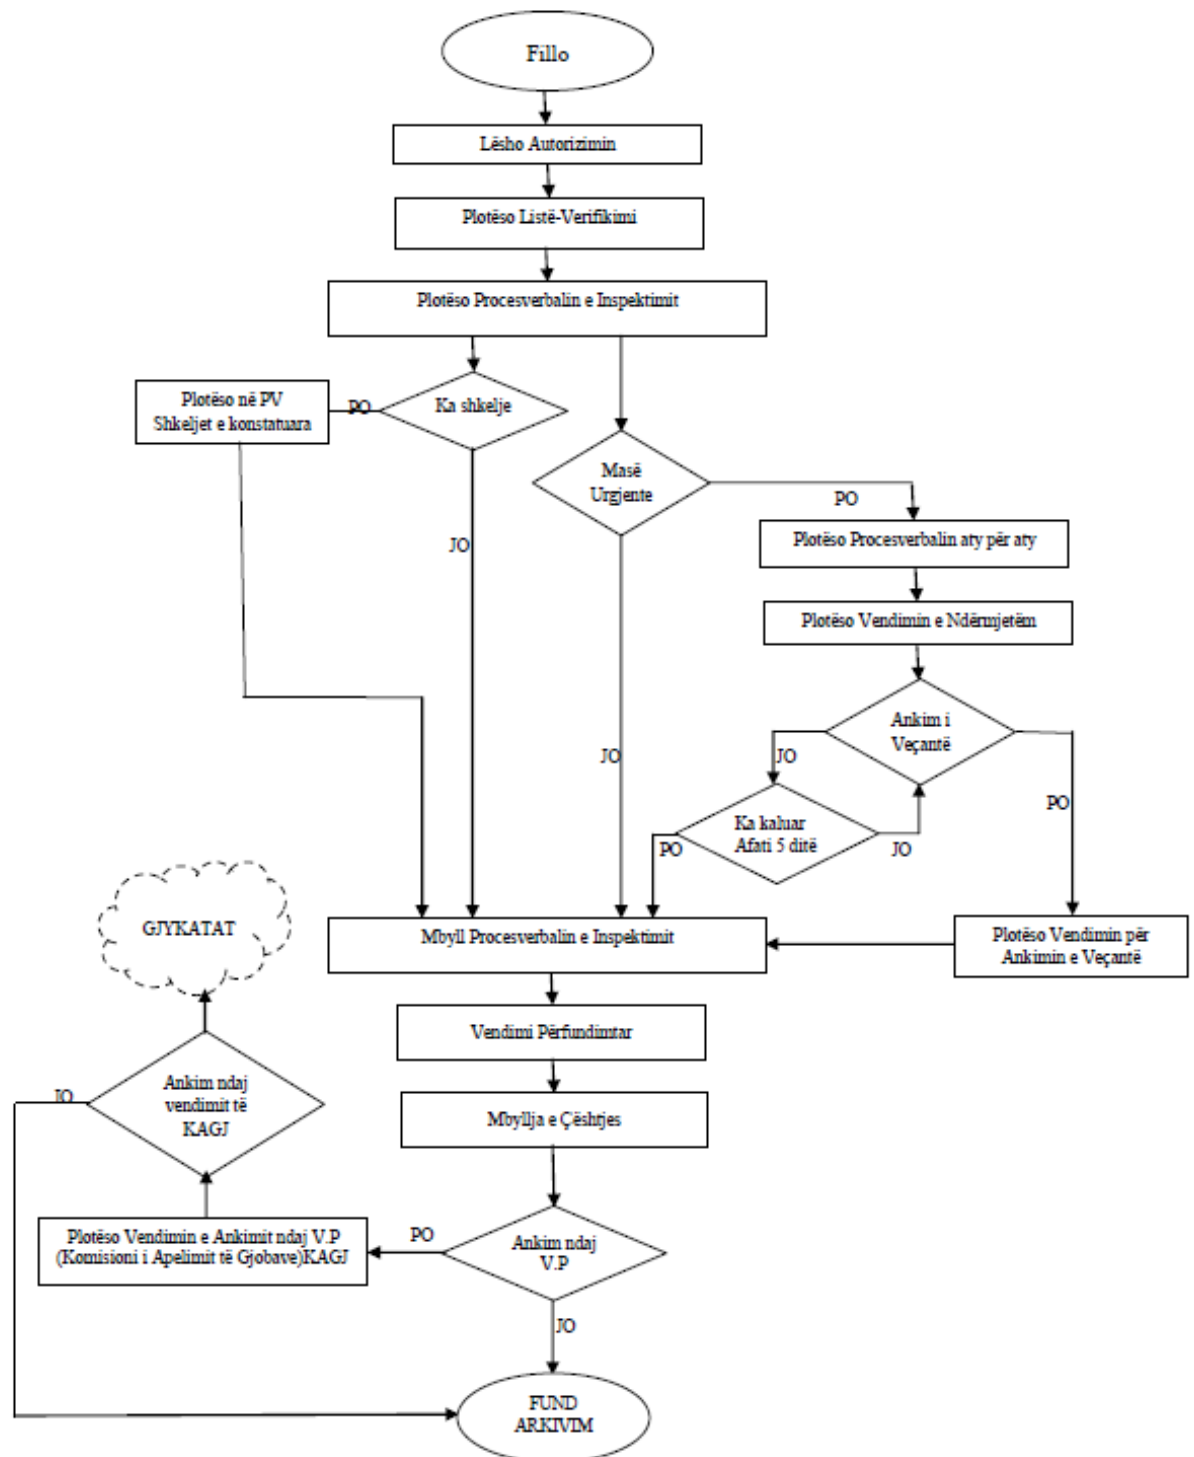 Fillo
Lësho Autorizimin
Plotëso Listë-Verifikimi
Plotëso Procesverbalin e Inspektimit
Plotëso në PV
Shkeljet e konstatuara
PO
Ka shkelje
Masë
Urgjente
PO
JO
Plotëso Procesverbalin aty për aty
Plotëso Vendimin e Ndërmjetëm
Ankim i
Veçantë
JO
JO
PO
Ka kaluar
Afati 5 ditë
PO
JO
GJYKATAT
Mbyll Procesverbalin e Inspektimit
Plotëso Vendimin për
Ankimin e Veçantë
Vendimi Përfundimtar
JO
Ankim ndaj
vendimit të
KAGJ
Mbyllja e Çështjes
Plotëso Vendimin e Ankimit ndaj V.P
(Komisioni i Apelimit të Gjobave)KAGJ
PO
Ankim ndaj
V.P
JO
FUND
ARKIVIM